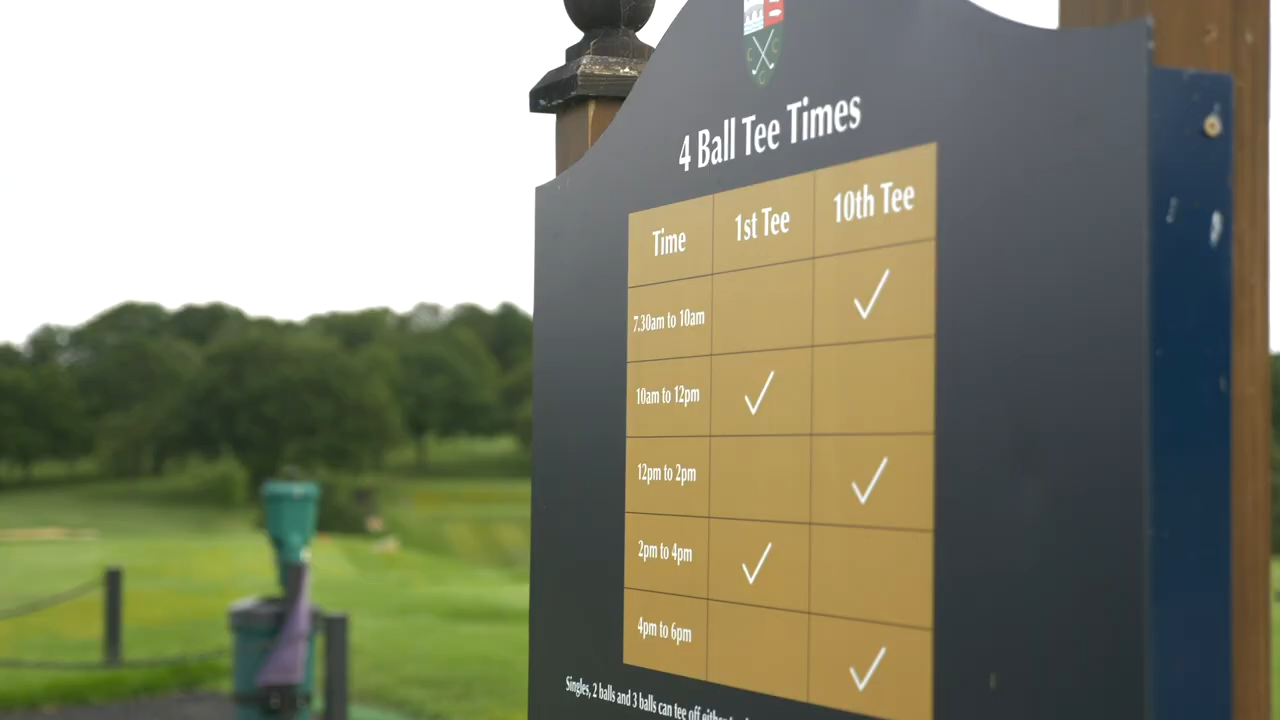 4 Ball Tee Times
Time 1st Tee 10th Tee
7.30am to 10am ✓
10am to 12pm ✓
12pm to 2pm ✓
2pm to 4pm ✓
4pm to 6pm ✓
Singles, 2 balls and 3 balls can tee off